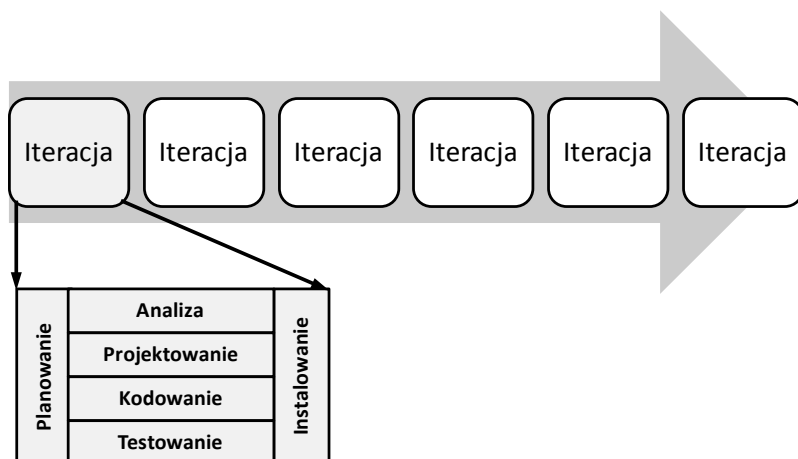 Iteracja
Iteracja
Iteracja
Iteracja
Iteracja
Iteracja
Planowanie
Analiza
Projektowanie
Kodowanie
Testowanie
Instalowanie